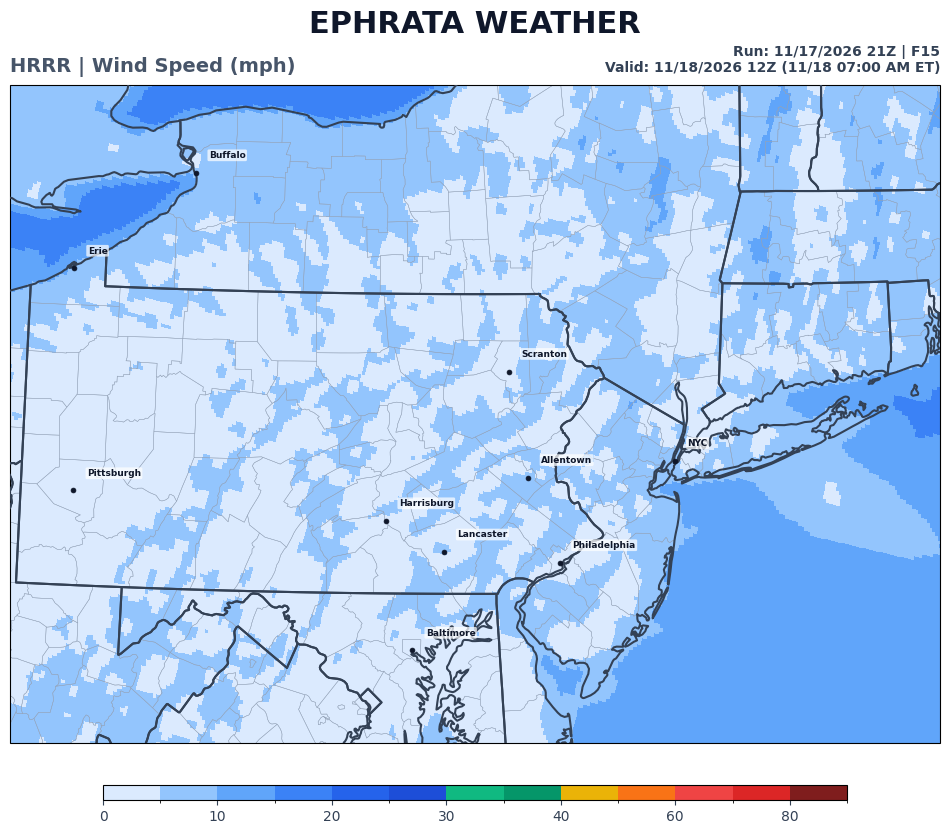 EPHRATA WEATHER
HRRR | Wind Speed (mph)
Run: 11/17/2026 21Z | F15
Valid: 11/18/2026 12Z (11/18 07:00 AM ET)
Buffalo
Erie
Scranton
NYC
Allentown
Pittsburgh
Harrisburg
Lancaster
Philadelphia
Baltimore
0 10 20 30 40 50 60 70 80